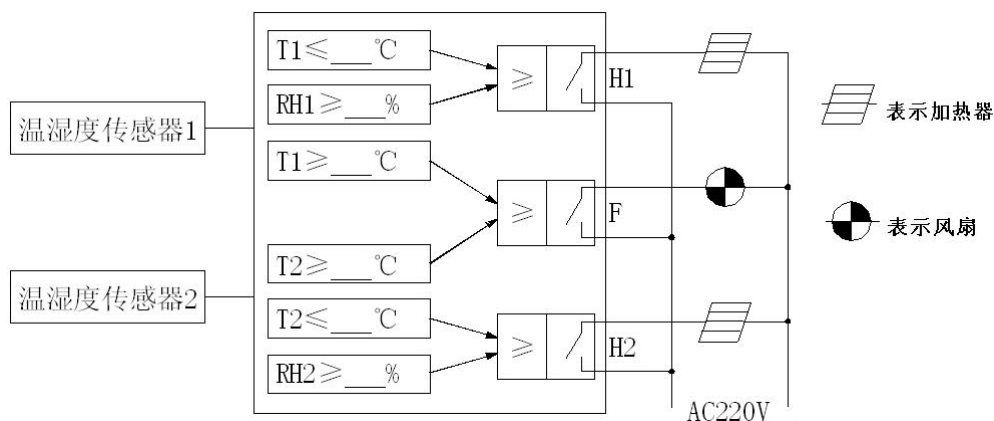 T1≤___℃
RH1≥___%
≥
H1
表示加热器
温湿度传感器1
T1≥___℃
≥
F
表示风扇
T2≥___℃
温湿度传感器2
T2≤___℃
RH2≥___%
≥
H2
AC220V